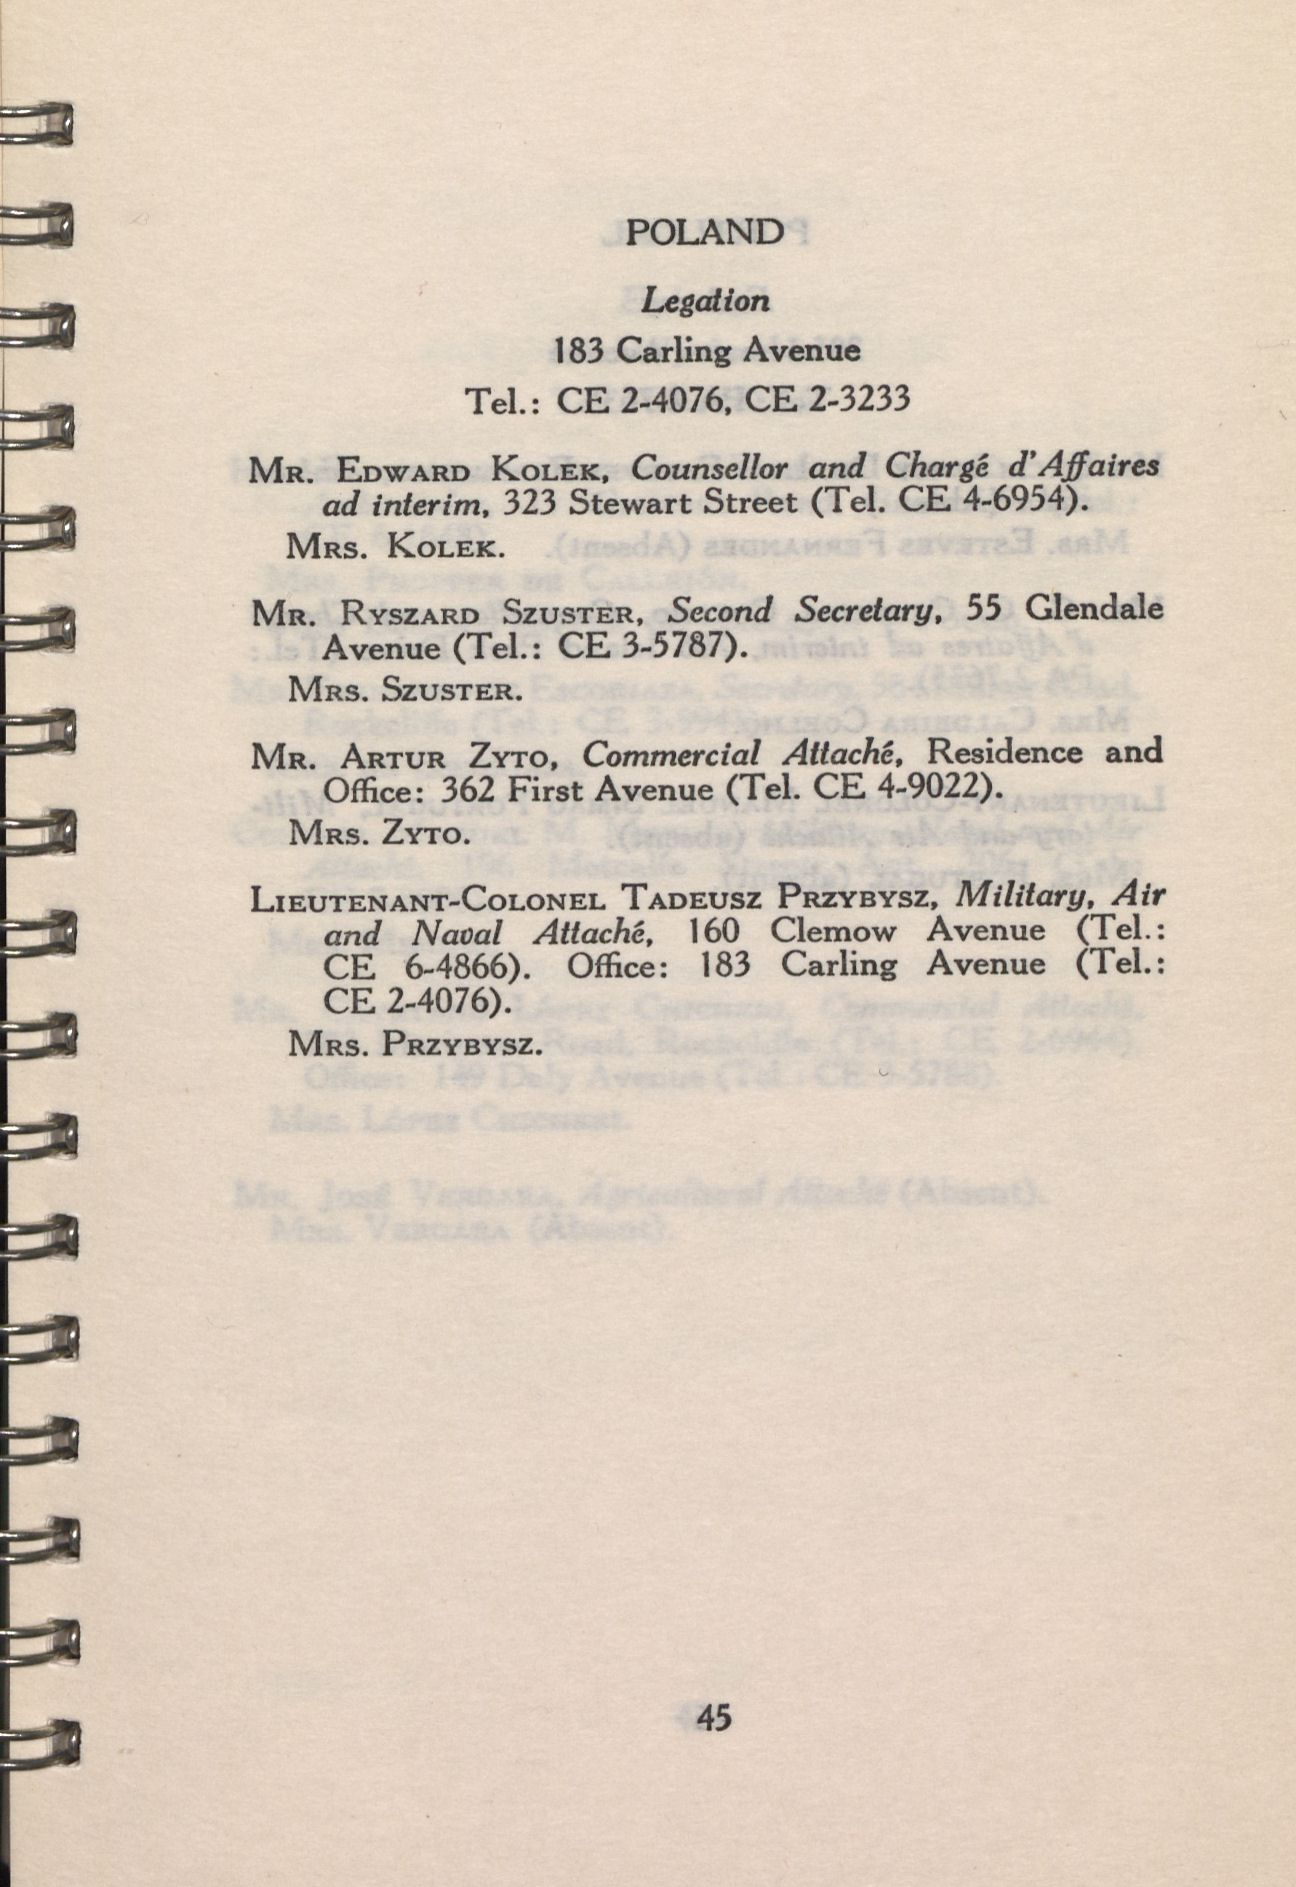 POLAND
Legation
183 Carling Avenue
Tel.: CE 2-4076, CE 2-3233
MR. EDWARD KOLEK, Counsellor and Chargé d'Affaires
ad interim, 323 Stewart Street (Tel. CE 4-6954).
MRS. KOLEK.
MR. RYSZARD SZUSTER, Second Secretary, 55 Glendale
Avenue (Tel.: CE 3-5787).
MRS. SZUSTER.
MR. ARTUR ZYTO, Commercial Attaché, Residence and
Office: 362 First Avenue (Tel. CE 4-9022).
MRS. ZYTO.
LIEUTENANT-COLONEL TADEUSZ PRZYBYSZ, Military, Air
and Naval Attaché, 160 Clemow Avenue (Tel.:
CE 6-4866). Office: 183 Carling Avenue (Tel.:
CE 2-4076).
MRS. PRZYBYSZ.
45